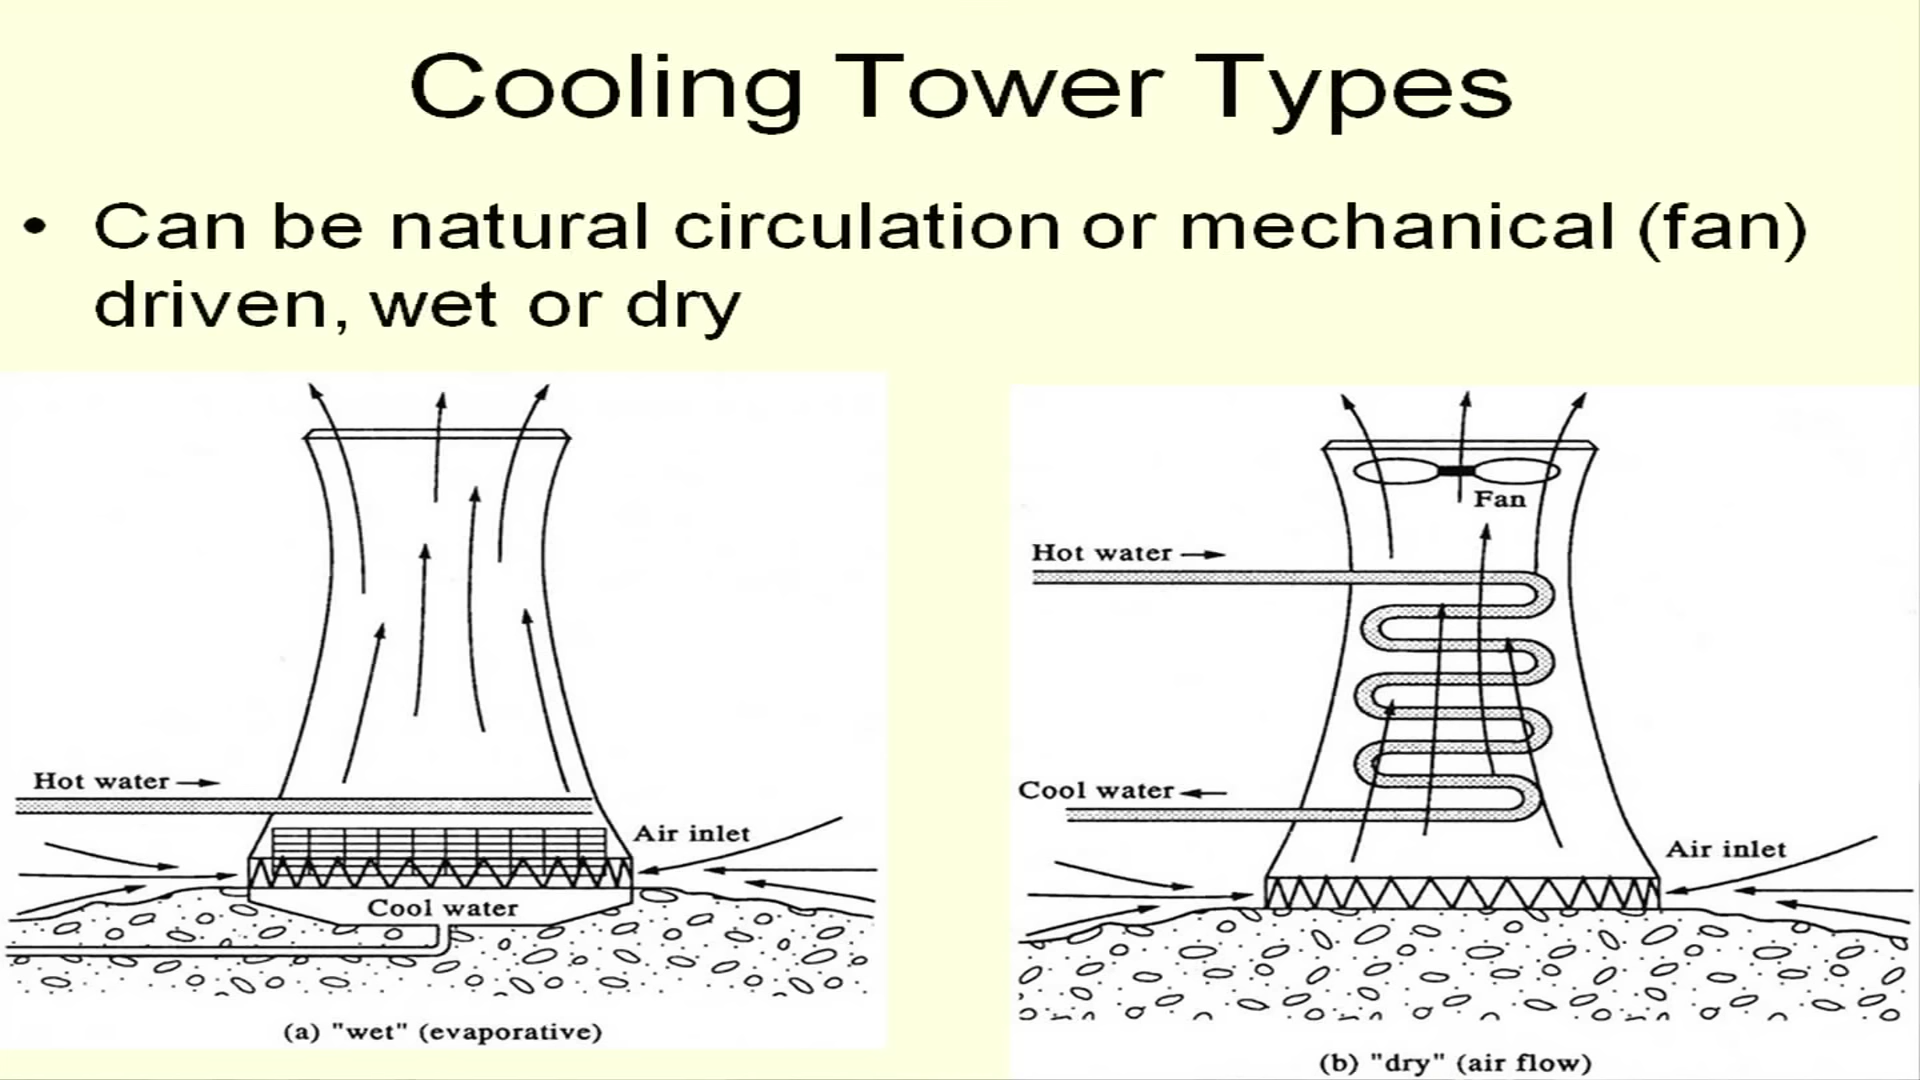 Cooling Tower Types
• Can be natural circulation or mechanical (fan)
driven, wet or dry
Hot water
Air inlet
Cool water
(a) "wet" (evaporative)
Fan
Hot water
Cool water
Air inlet
(b) "dry" (air flow)